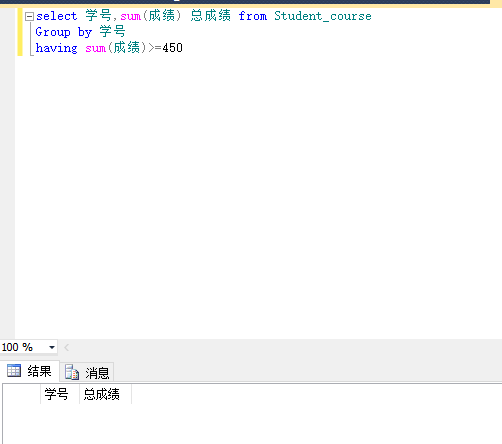 select 学号,sum(成绩) 总成绩 from Student_course
Group by 学号
having sum(成绩)>=450
100 %
结果 消息
学号 总成绩